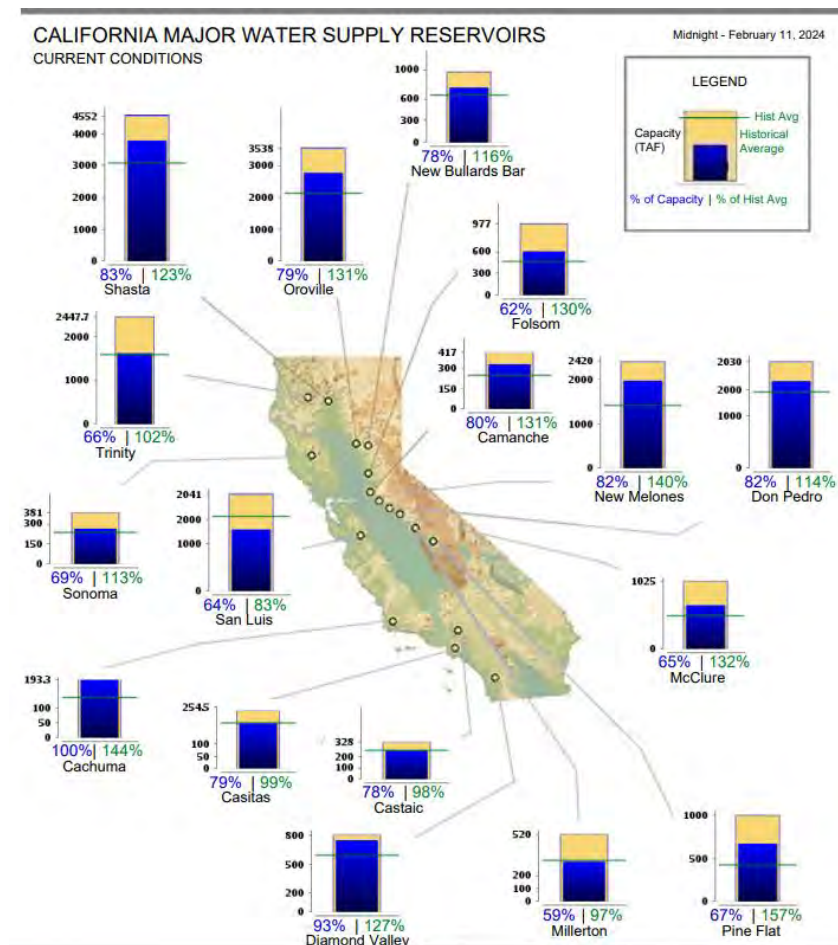 CALIFORNIA MAJOR WATER SUPPLY RESERVOIRS
CURRENT CONDITIONS
Midnight - February 11, 2024
LEGEND
Hist Avg
Capacity
(TAF)
Historical
Average
% of Capacity | % of Hist Avg
1000
600
300
0
78% | 116%
New Bullards Bar
4552
4000
3000
2000
1000
0
83% | 123%
Shasta
3538
3000
2000
1000
0
79% | 131%
Oroville
977
600
300
0
62% | 130%
Folsom
2447.7
2000
1000
0
66% | 102%
Trinity
417
300
150
0
80% | 131%
Camanche
2420
2000
1000
0
82% | 140%
New Melones
2030
2000
1000
0
82% | 114%
Don Pedro
381
300
150
0
69% | 113%
Sonoma
2041
2000
1000
0
64% | 83%
San Luis
1025
0
65% | 132%
McClure
193.3
100
50
0
100%| 144%
Cachuma
254.5
100
50
0
79% | 99%
Casitas
328
200
100
0
78% | 98%
Castaic
800
500
200
0
93% | 127%
Diamond Valley
520
200
100
0
59% | 97%
Millerton
1000
500
0
67% | 157%
Pine Flat